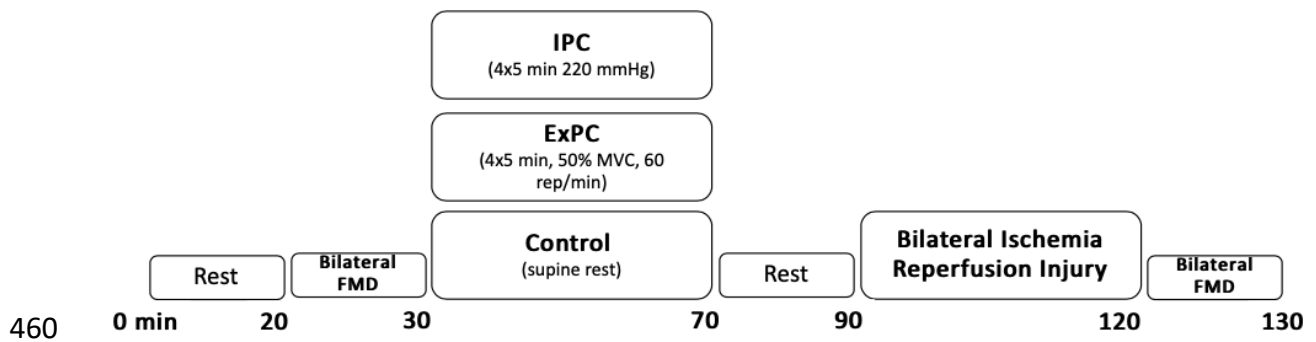 IPC
(4x5 min 220 mmHg)
ExPC
(4x5 min, 50% MVC, 60
rep/min)
Control
(supine rest)
Rest
Bilateral
FMD
Rest
Bilateral Ischemia
Reperfusion Injury
Bilateral
FMD
460 0 min 20 30 70 90 120 130